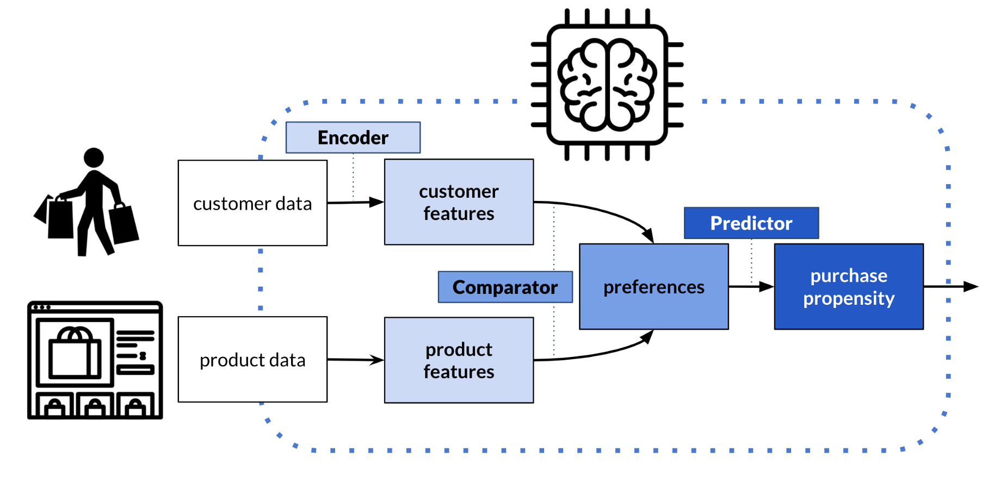 Encoder
customer data
customer
features
Predictor
Comparator
preferences
purchase
propensity
product data
product
features